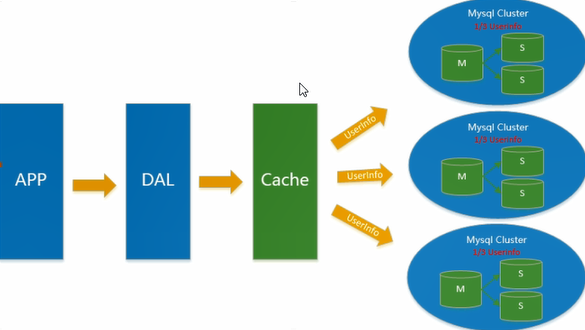 APP
DAL
Cache
UserInfo
UserInfo
UserInfo
Mysql Cluster
1/3 Userinfo
M
S
S
Mysql Cluster
1/3 Userinfo
M
S
S
Mysql Cluster
1/3 Userinfo
M
S
S